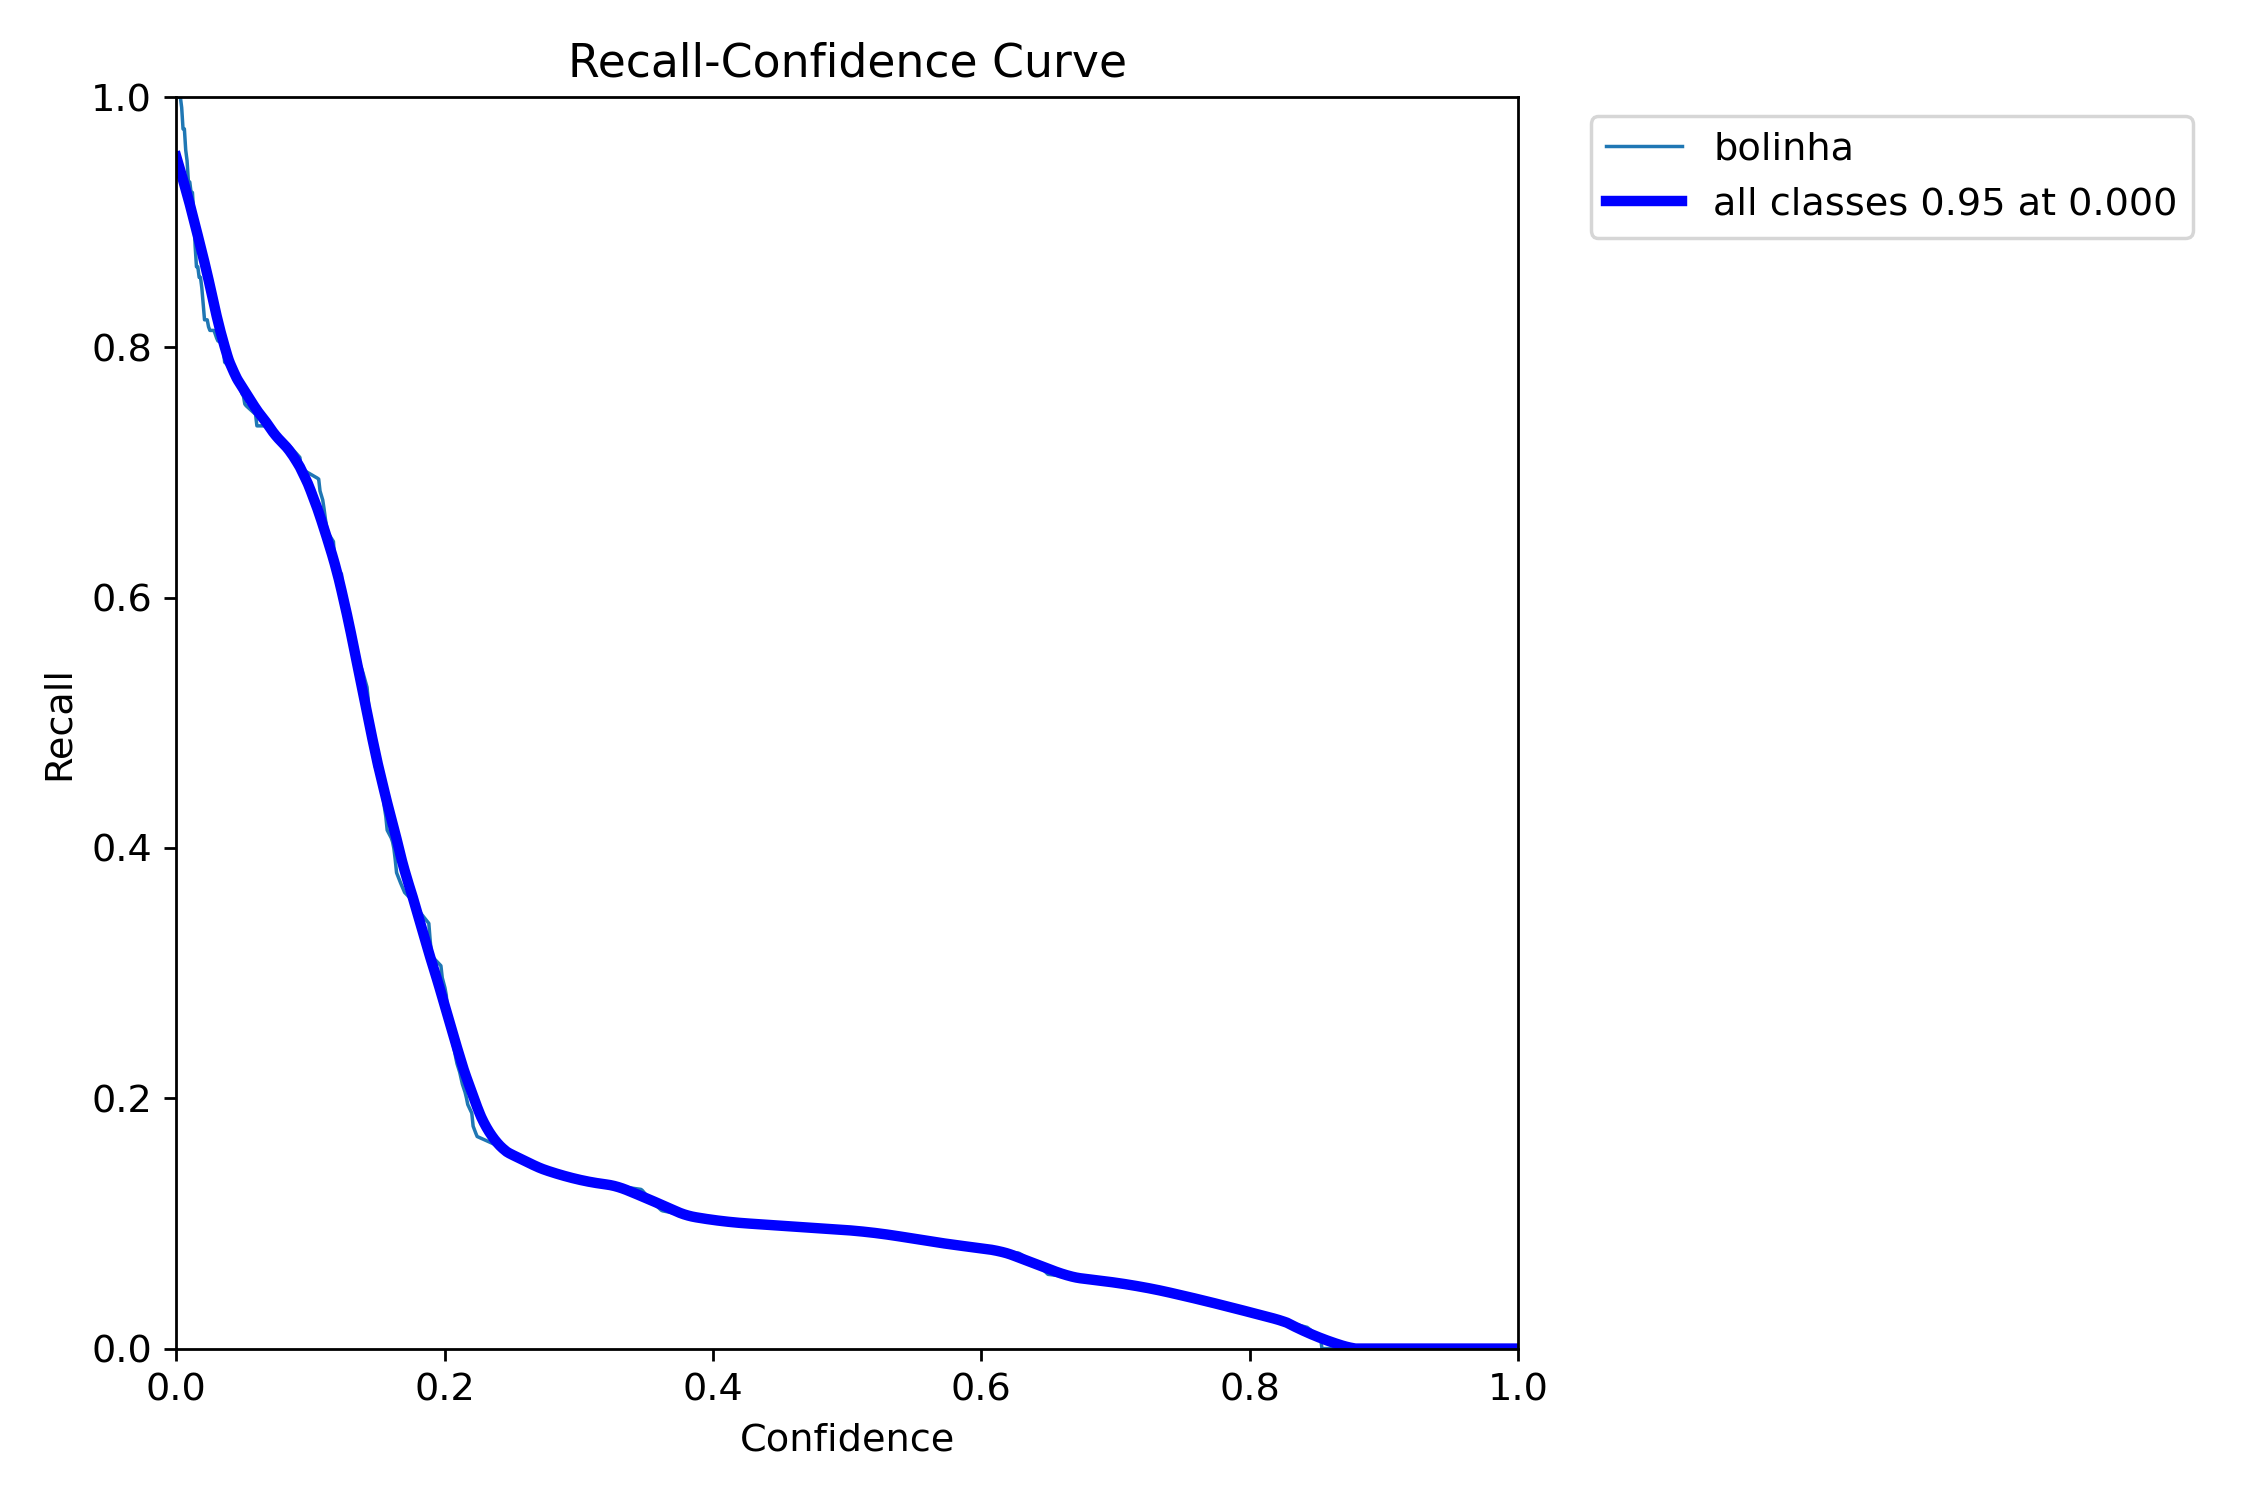 Recall-Confidence Curve
1.0
0.8
0.6
0.4
0.2
0.0
Recall
0.0 0.2 0.4 0.6 0.8 1.0
Confidence
bolinha
all classes 0.95 at 0.000